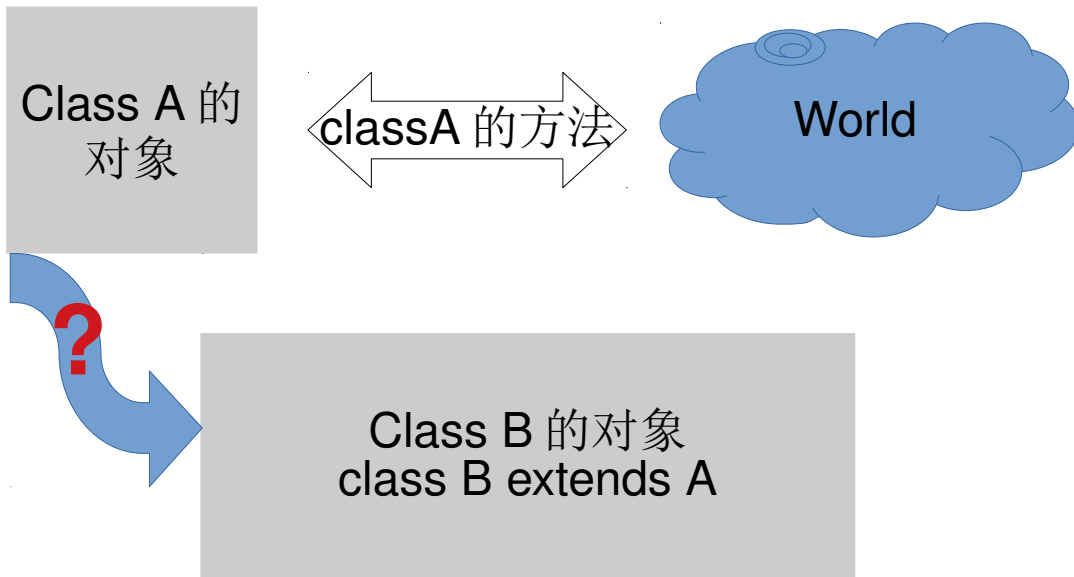 Class A 的
对象
classA 的方法
World
?
Class B 的对象
class B extends A